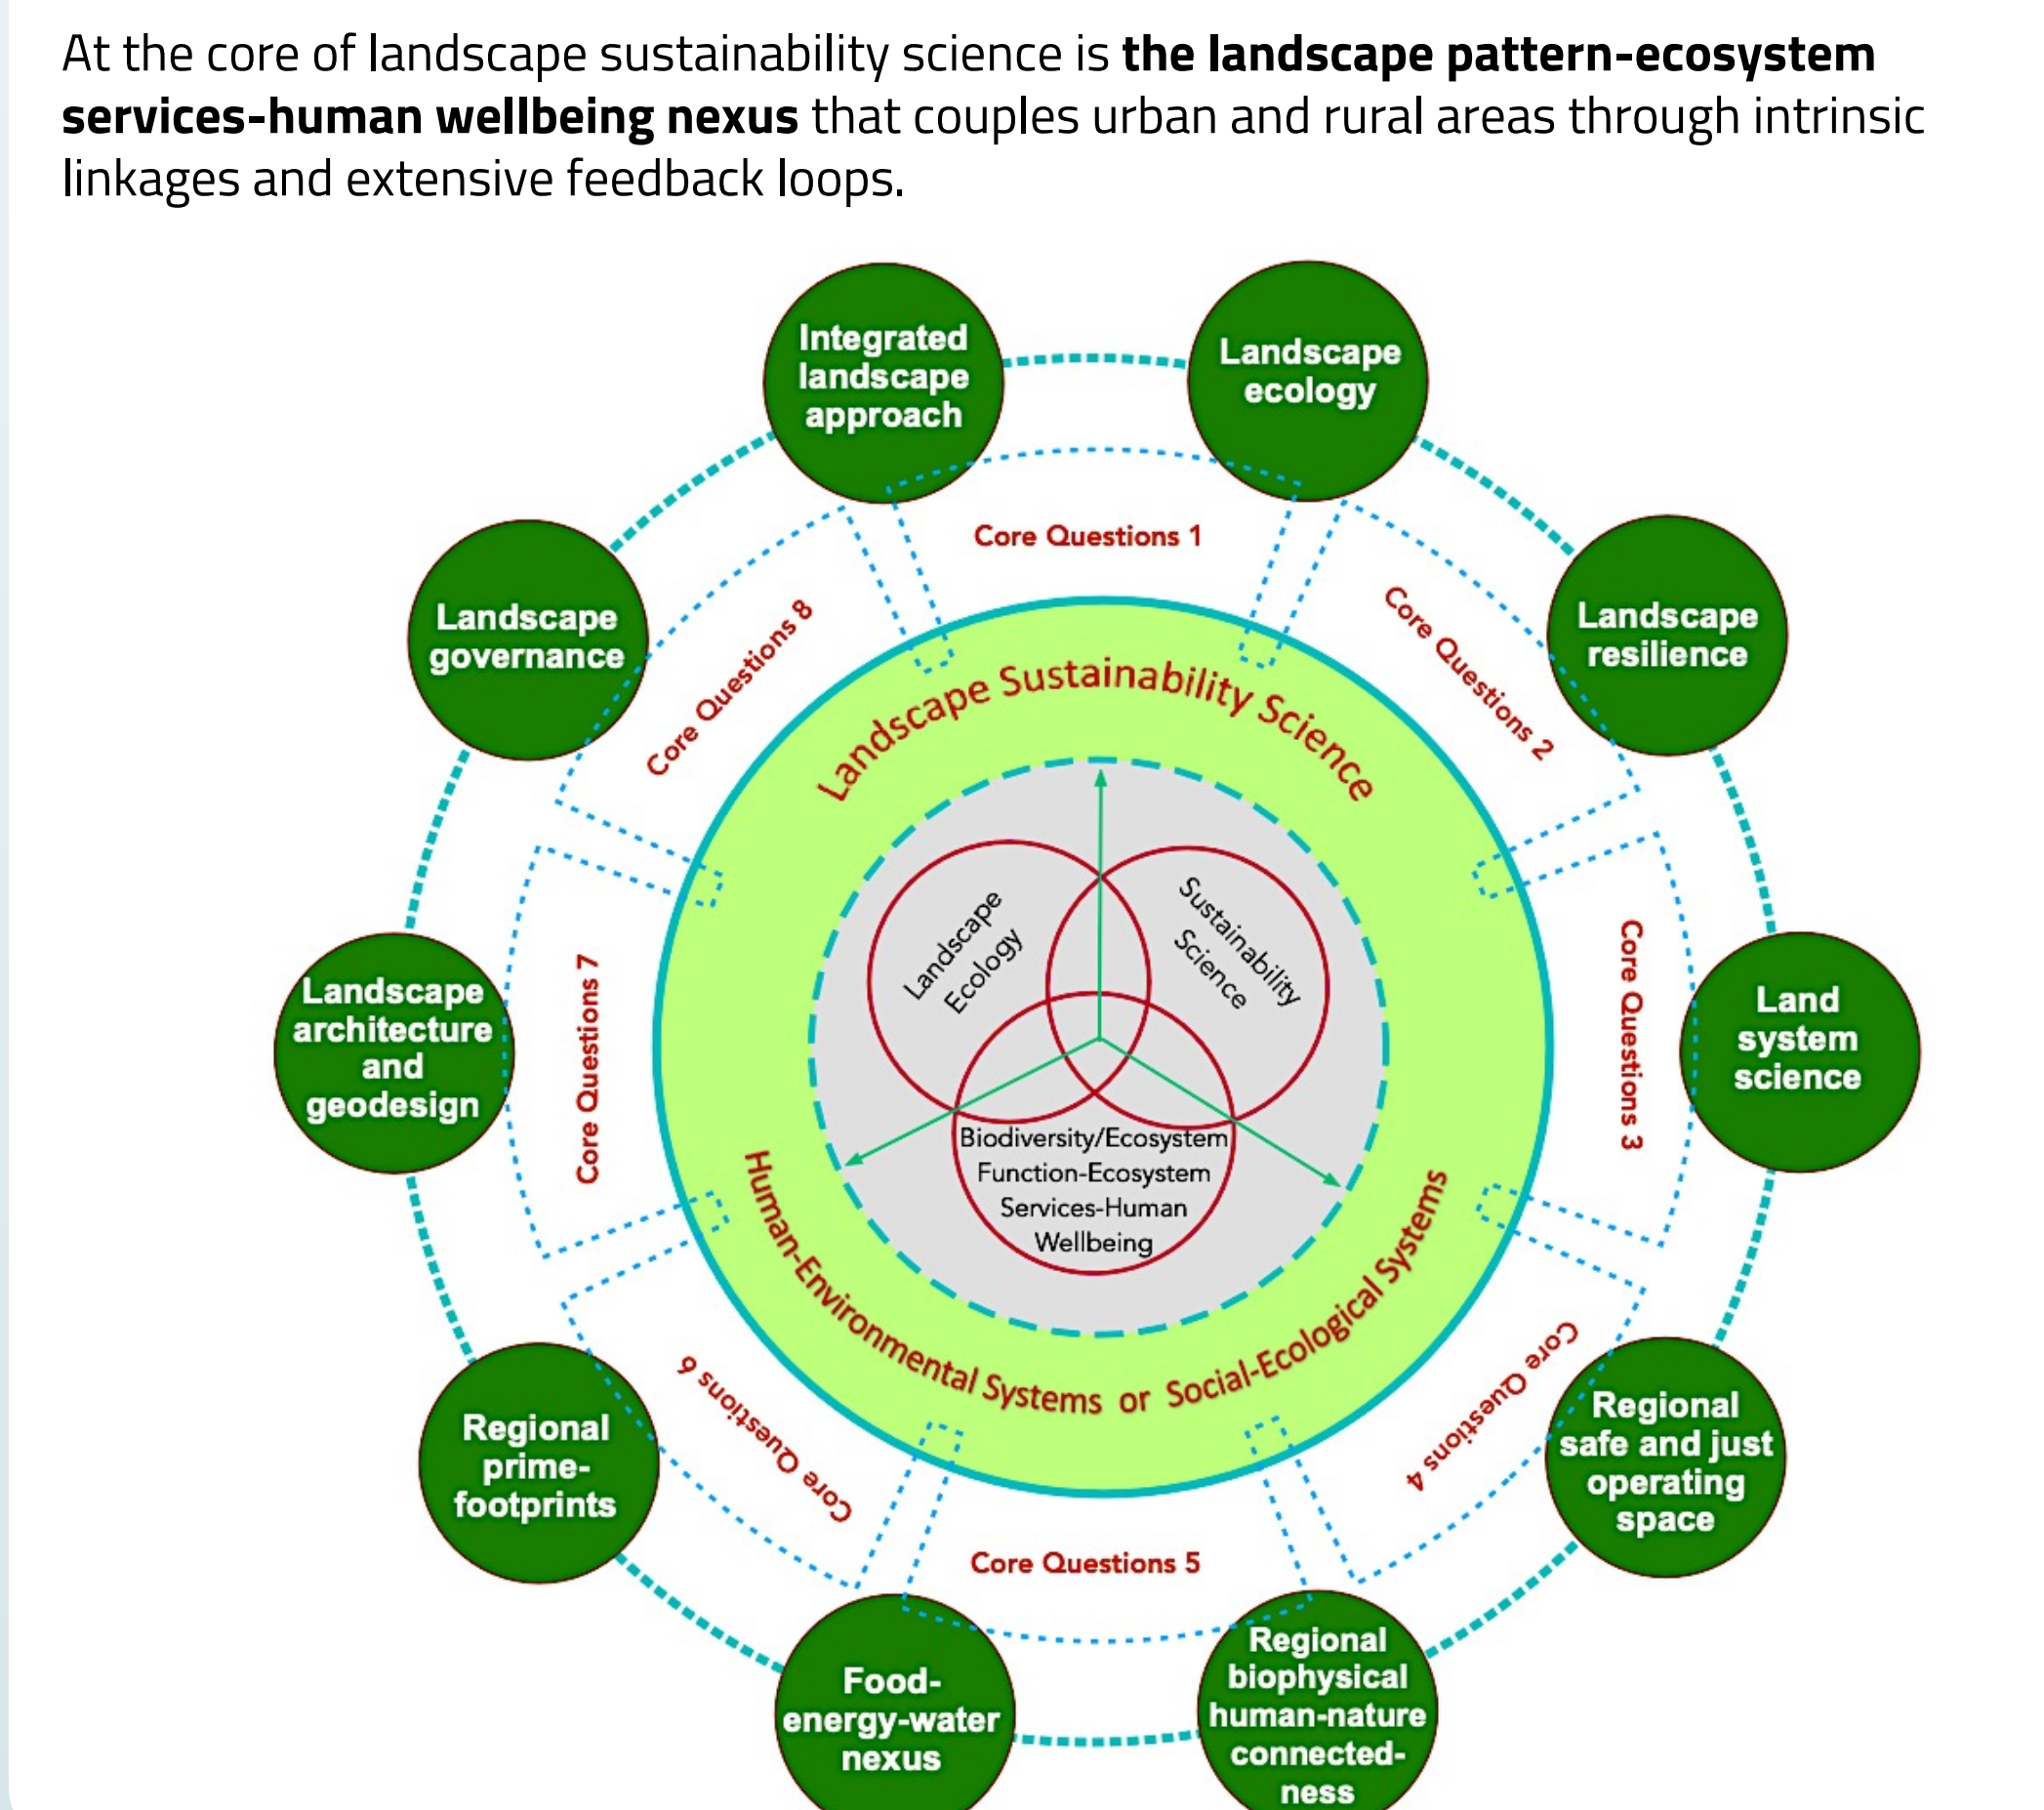 At the core of landscape sustainability science is the landscape pattern-ecosystem
services-human wellbeing nexus that couples urban and rural areas through intrinsic
linkages and extensive feedback loops.
Integrated
landscape
approach
Landscape
ecology
Landscape
resilience
Land
system
science
Regional
safe and just
operating
space
Regional
biophysical
human-nature
connected-
ness
Food-
energy-water
nexus
Regional
prime-
footprints
Landscape
architecture
and
geodesign
Landscape
governance
Core Questions 1
Core Questions 2
Core Questions 3
Core Questions 4
Core Questions 5
Core Questions 6
Core Questions 7
Core Questions 8
Landscape Sustainability Science
Landscape
Ecology
Sustainability
Science
Biodiversity/Ecosystem
Function-Ecosystem
Services-Human
Wellbeing
Human-Environmental Systems or Social-Ecological Systems